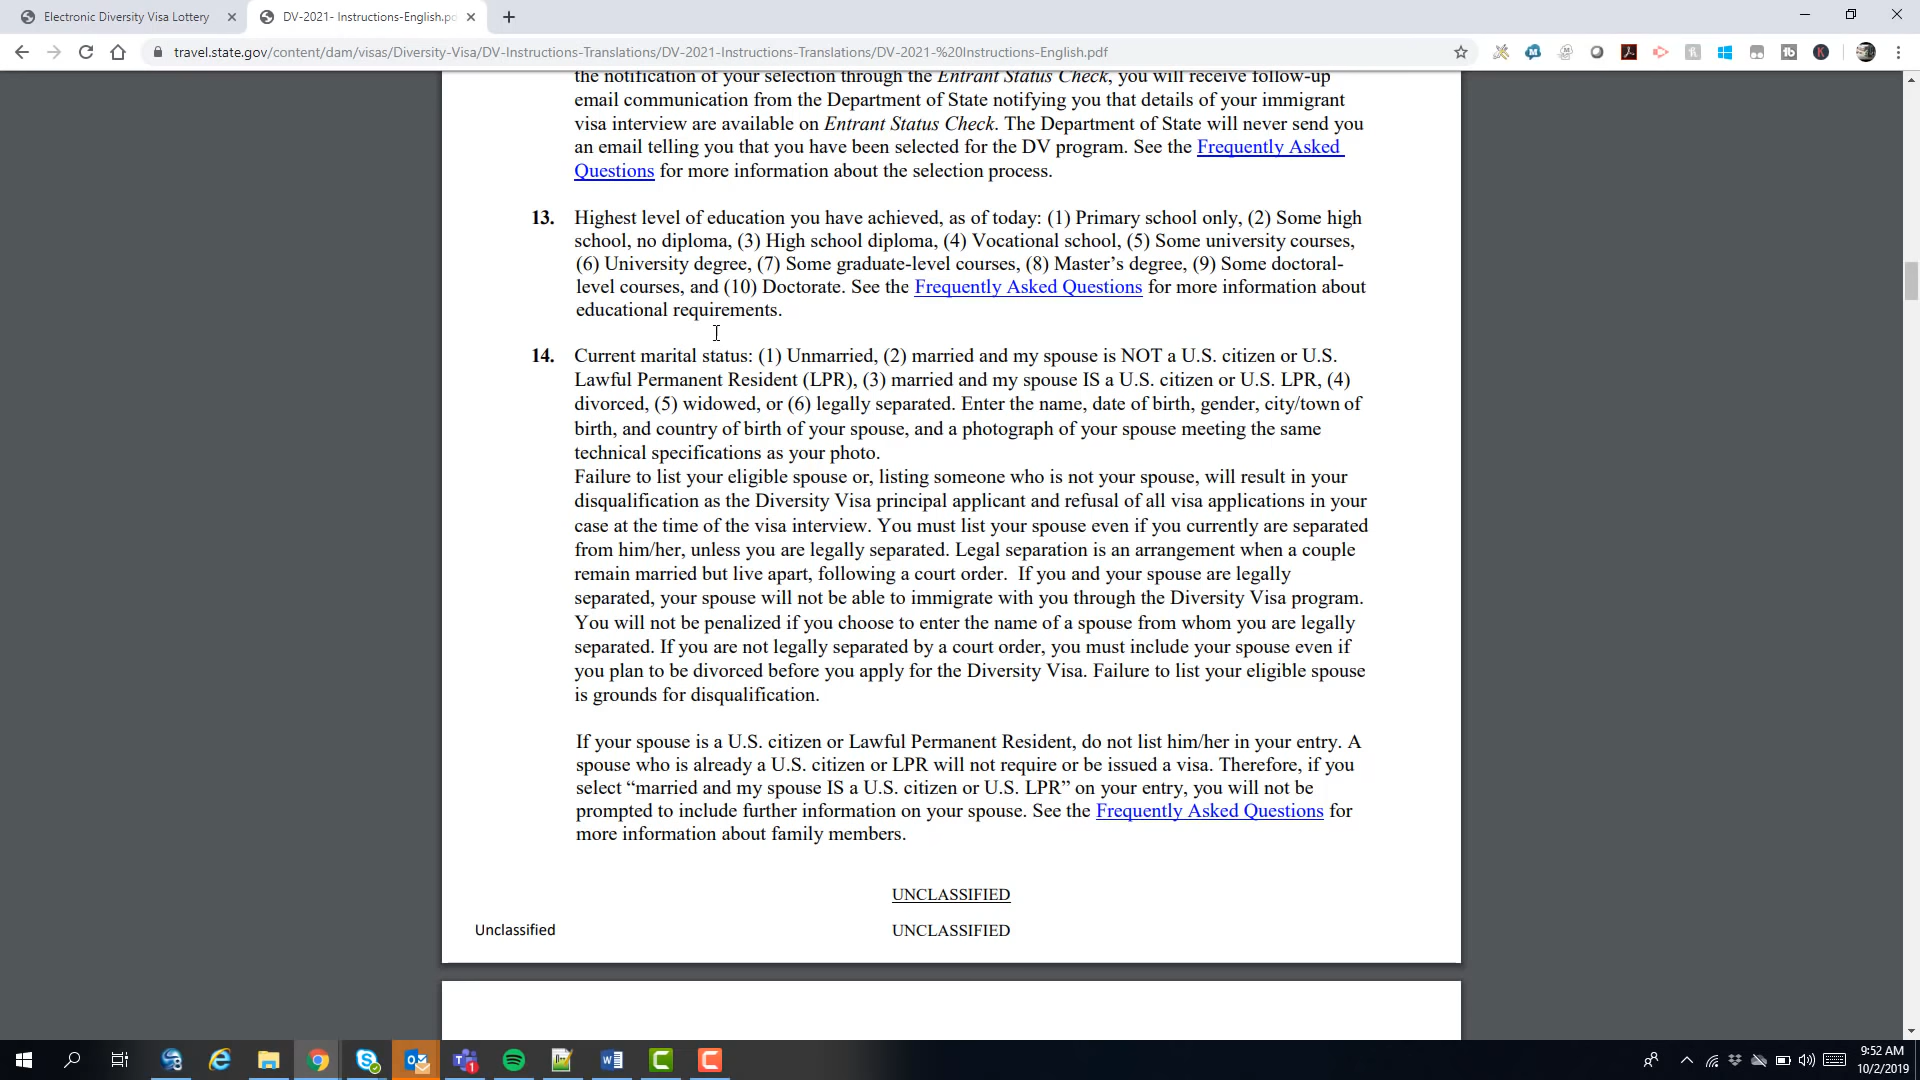 Electronic Diversity Visa Lottery
DV-2021- Instructions-English.pd
travel.state.gov/content/dam/visas/Diversity-Visa/DV-Instructions-Translations/DV-2021-Instructions-Translations/DV-2021-%20Instructions-English.pdf
the notification of your selection through the Entrant Status Check, you will receive follow-up
email communication from the Department of State notifying you that details of your immigrant
visa interview are available on Entrant Status Check. The Department of State will never send you
an email telling you that you have been selected for the DV program. See the Frequently Asked
Questions for more information about the selection process.
13. Highest level of education you have achieved, as of today: (1) Primary school only, (2) Some high
school, no diploma, (3) High school diploma, (4) Vocational school, (5) Some university courses,
(6) University degree, (7) Some graduate-level courses, (8) Master’s degree, (9) Some doctoral-
level courses, and (10) Doctorate. See the Frequently Asked Questions for more information about
educational requirements.
14. Current marital status: (1) Unmarried, (2) married and my spouse is NOT a U.S. citizen or U.S.
Lawful Permanent Resident (LPR), (3) married and my spouse IS a U.S. citizen or U.S. LPR, (4)
divorced, (5) widowed, or (6) legally separated. Enter the name, date of birth, gender, city/town of
birth, and country of birth of your spouse, and a photograph of your spouse meeting the same
technical specifications as your photo.
Failure to list your eligible spouse or, listing someone who is not your spouse, will result in your
disqualification as the Diversity Visa principal applicant and refusal of all visa applications in your
case at the time of the visa interview. You must list your spouse even if you currently are separated
from him/her, unless you are legally separated. Legal separation is an arrangement when a couple
remain married but live apart, following a court order.  If you and your spouse are legally
separated, your spouse will not be able to immigrate with you through the Diversity Visa program.
You will not be penalized if you choose to enter the name of a spouse from whom you are legally
separated. If you are not legally separated by a court order, you must include your spouse even if
you plan to be divorced before you apply for the Diversity Visa. Failure to list your eligible spouse
is grounds for disqualification.
If your spouse is a U.S. citizen or Lawful Permanent Resident, do not list him/her in your entry. A
spouse who is already a U.S. citizen or LPR will not require or be issued a visa. Therefore, if you
select “married and my spouse IS a U.S. citizen or U.S. LPR” on your entry, you will not be
prompted to include further information on your spouse. See the Frequently Asked Questions for
more information about family members.
UNCLASSIFIED
Unclassified UNCLASSIFIED
9:52 AM
10/2/2019